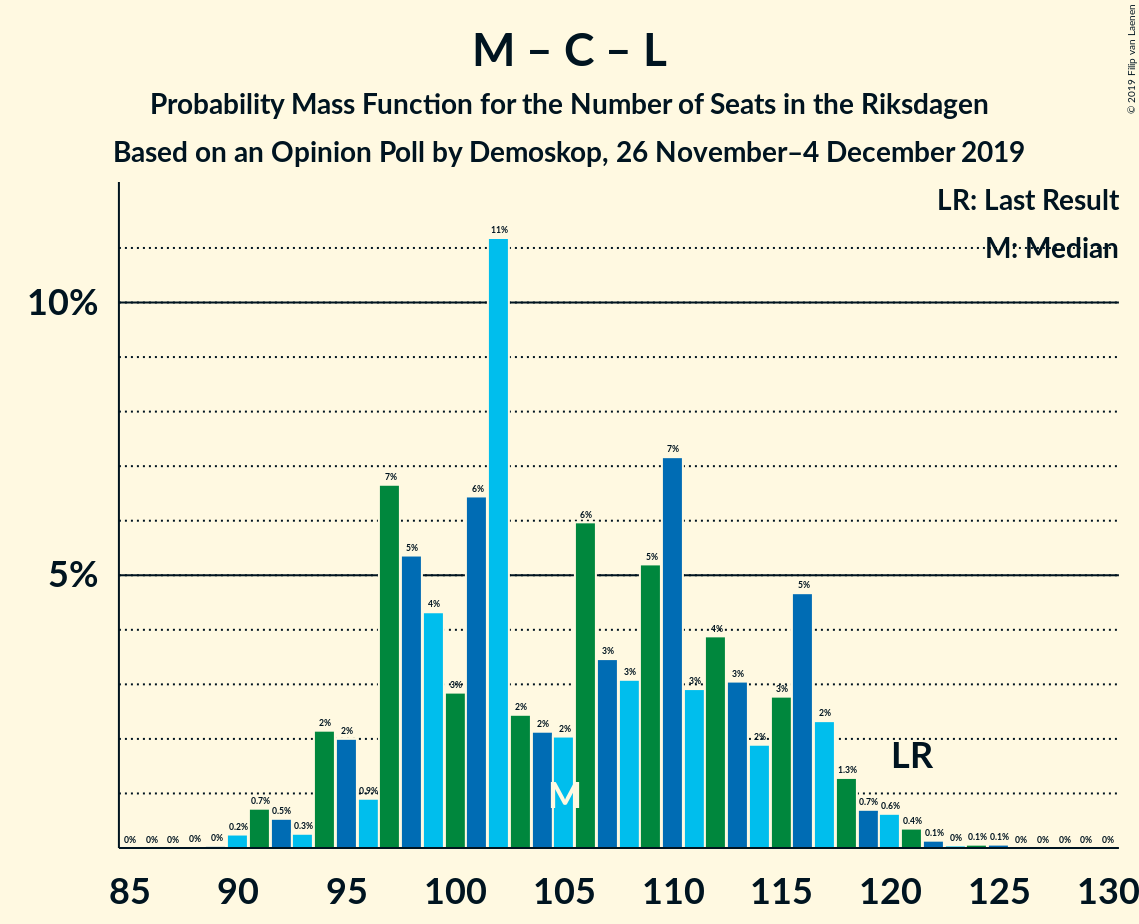 M – C – L
Probability Mass Function for the Number of Seats in the Riksdagen
Based on an Opinion Poll by Demoskop, 26 November–4 December 2019
© 2019 Filip van Laenen
LR: Last Result
M: Median
10%
5%
0% 0% 0% 0% 0% 0.2% 0.7% 0.5% 0.3% 2% 2% 0.9% 7% 5% 4% 3% 6% 11% 2% 2% 2% 6% 3% 3% 5% 7% 3% 4% 3% 2% 3% 5% 2% 1.3% 0.7% 0.6% 0.4% 0.1% 0% 0.1% 0.1% 0% 0% 0% 0% 0%
M
LR
85 90 95 100 105 110 115 120 125 130